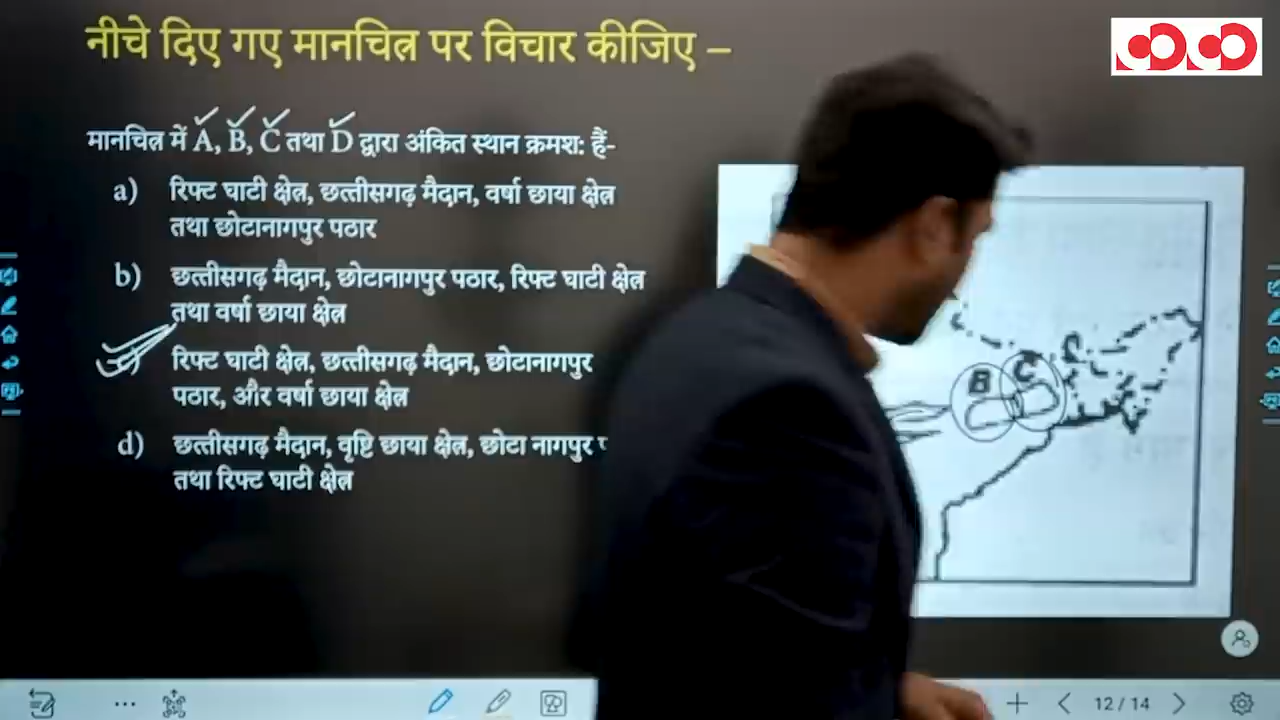 नीचे दिए गए मानचित्र पर विचार कीजिए –
मानचित्र में A, B, C तथा D द्वारा अंकित स्थान क्रमश: हैं-
a) रिफ्ट घाटी क्षेत्र, छत्तीसगढ़ मैदान, वर्षा छाया क्षेत्र
तथा छोटानागपुर पठार
b) छत्तीसगढ़ मैदान, छोटानागपुर पठार, रिफ्ट घाटी क्षेत्र
तथा वर्षा छाया क्षेत्र
रिफ्ट घाटी क्षेत्र, छत्तीसगढ़ मैदान, छोटानागपुर
पठार, और वर्षा छाया क्षेत्र
d) छत्तीसगढ़ मैदान, वृष्टि छाया क्षेत्र, छोटा नागपुर
तथा रिफ्ट घाटी क्षेत्र
B C
12 / 14